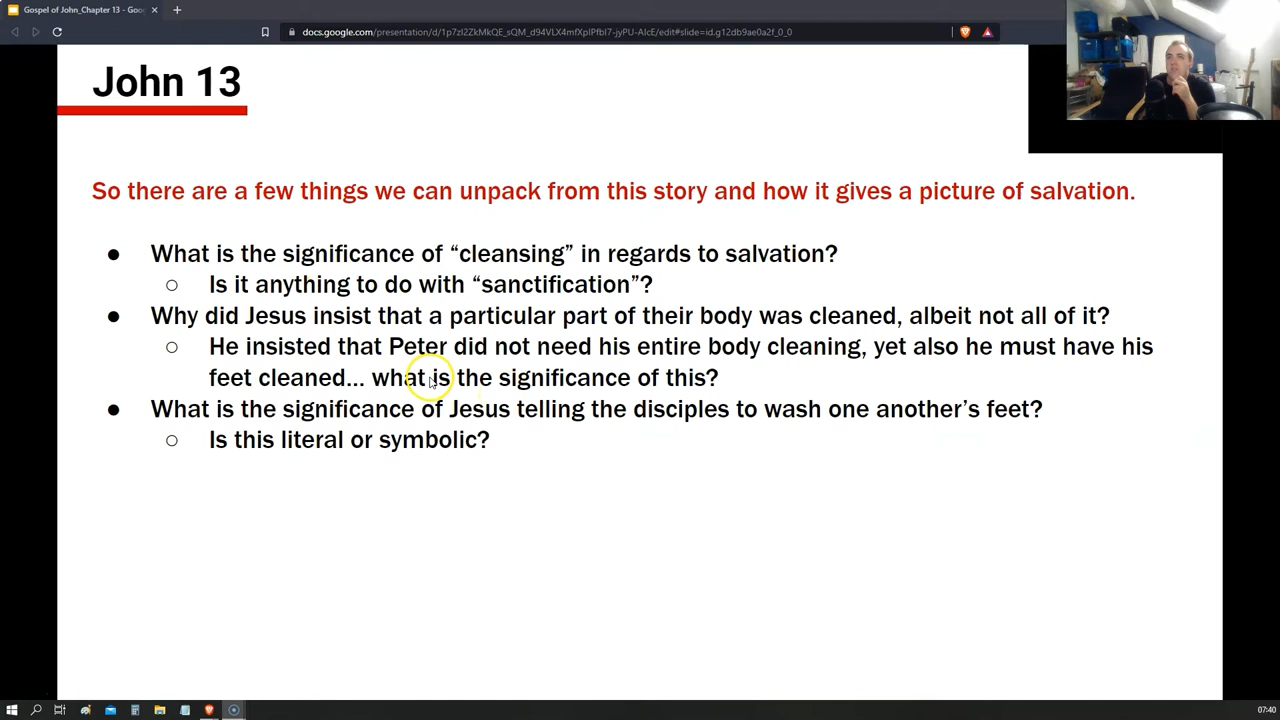 Gospel of John_Chapter 13 - Goo
docs.google.com/presentation/d/1p7zl2ZkMkQE_sQM_d94VLX4mfXpIPfbI7-jyPU-AIcE/edit#slide=id.g12db9ae0a2f_0_0
John 13
So there are a few things we can unpack from this story and how it gives a picture of salvation.
● What is the significance of “cleansing” in regards to salvation?
○ Is it anything to do with “sanctification”?
● Why did Jesus insist that a particular part of their body was cleaned, albeit not all of it?
○ He insisted that Peter did not need his entire body cleaning, yet also he must have his
feet cleaned... what is the significance of this?
● What is the significance of Jesus telling the disciples to wash one another’s feet?
○ Is this literal or symbolic?
07:40